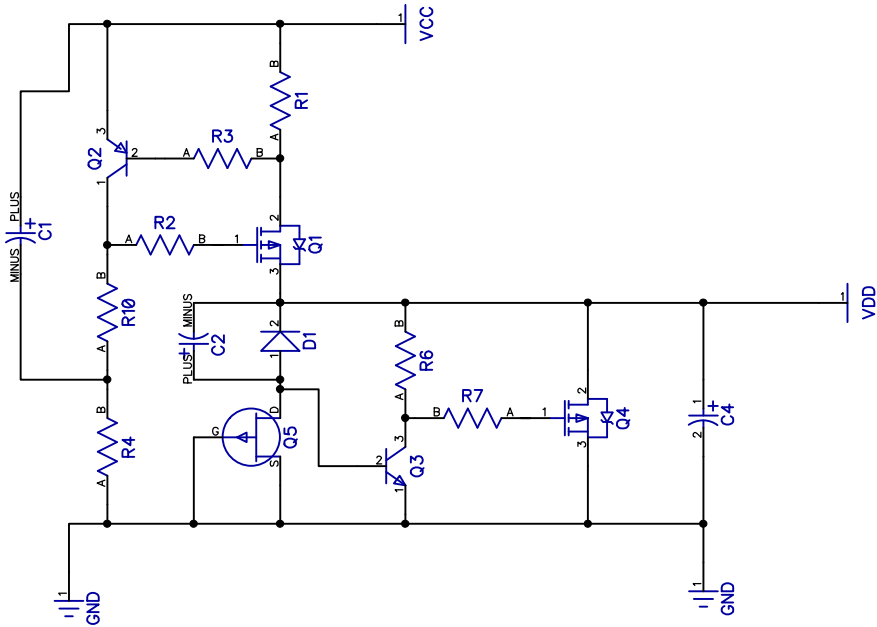 1
VCC
B
R1
A
3
Q2
2
1
A
R3
B
PLUS
C1
MINUS
A
R2
B
1
2
Q1
3
B
R10
A
MINUS
C2
PLUS
2
D1
1
1
VDD
B
R6
A
B
R7
A
1
2
Q4
3
1
C4
2
B
R4
A
G
D
Q5
S
3
2
Q3
1
1
GND
1
GND